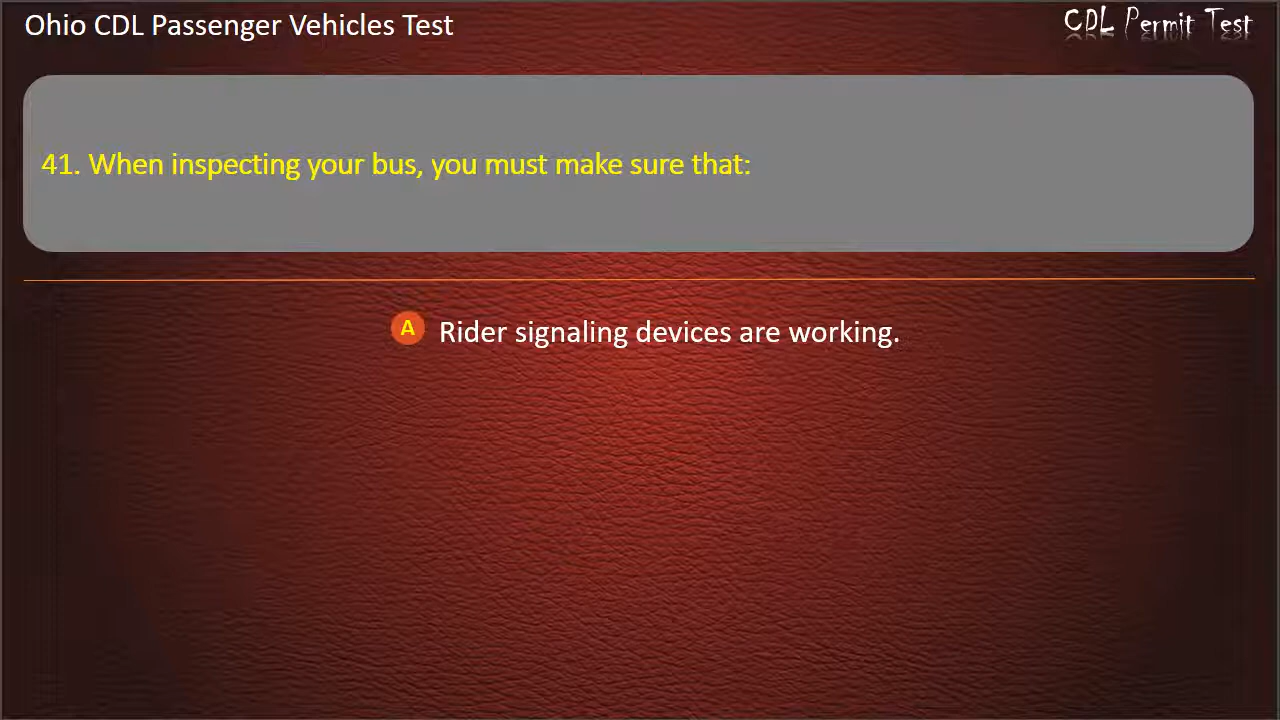 Ohio CDL Passenger Vehicles Test
CDL Permit Test
41. When inspecting your bus, you must make sure that:
A Rider signaling devices are working.